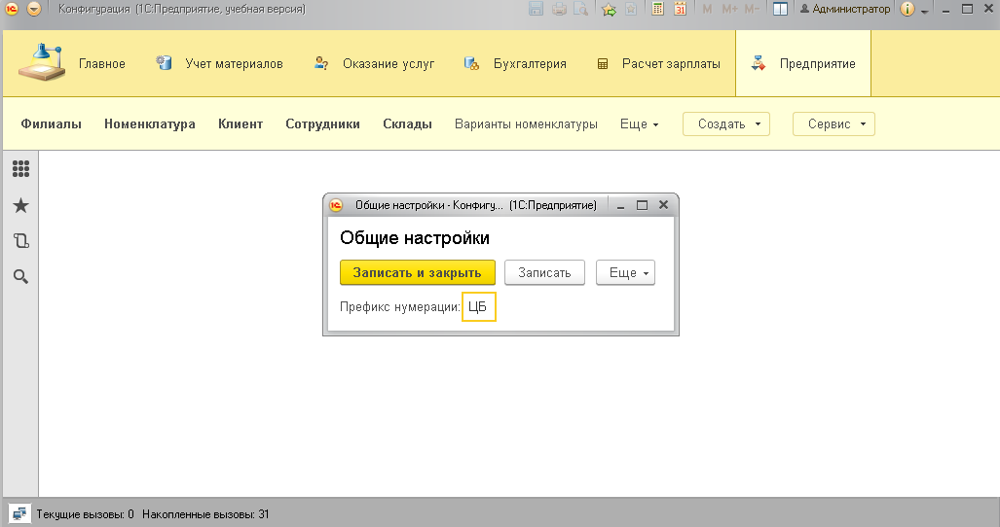 Конфигурация (1С:Предприятие, учебная версия) M M+ M- Администратор
Главное Учет материалов Оказание услуг Бухгалтерия Расчет зарплаты Предприятие
Филиалы Номенклатура Клиент Сотрудники Склады Варианты номенклатуры Еще Создать Сервис
Общие настройки - Конфигу... (1С:Предприятие)
Общие настройки
Записать и закрыть Записать Еще
Префикс нумерации: ЦБ
Текущие вызовы: 0 Накопленные вызовы: 31